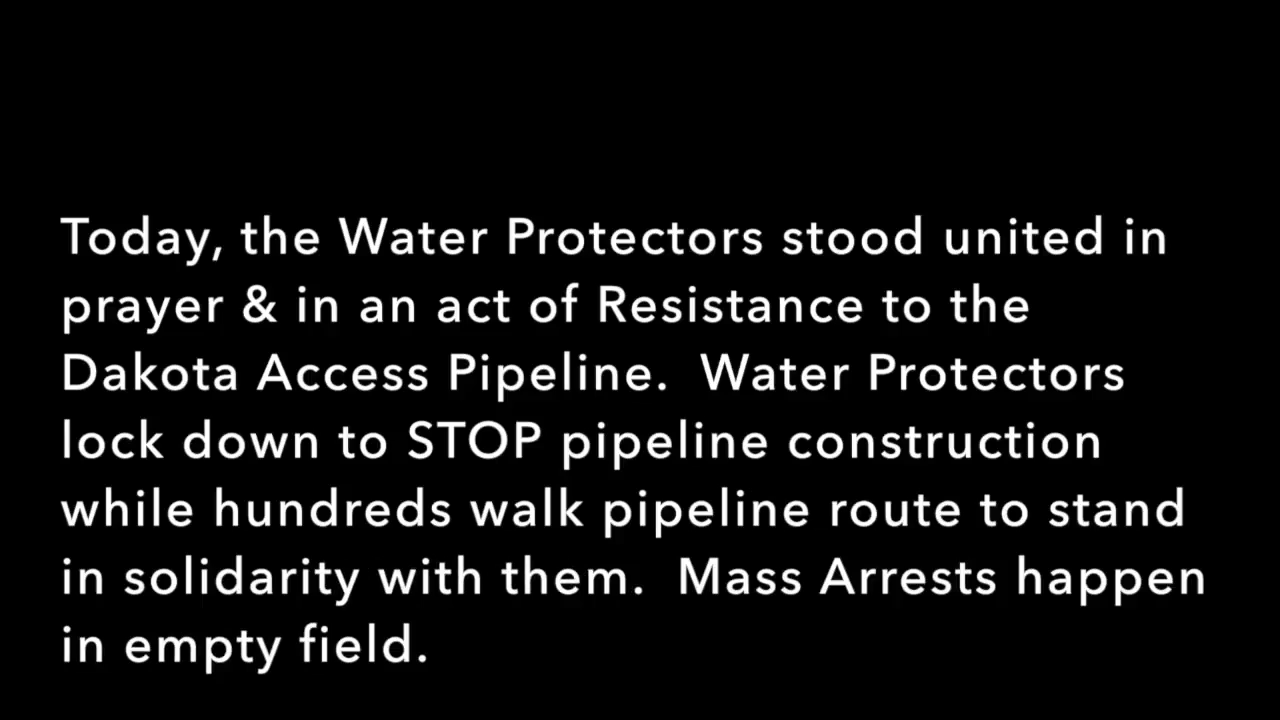 Today, the Water Protectors stood united in
prayer & in an act of Resistance to the
Dakota Access Pipeline.  Water Protectors
lock down to STOP pipeline construction
while hundreds walk pipeline route to stand
in solidarity with them.  Mass Arrests happen
in empty field.